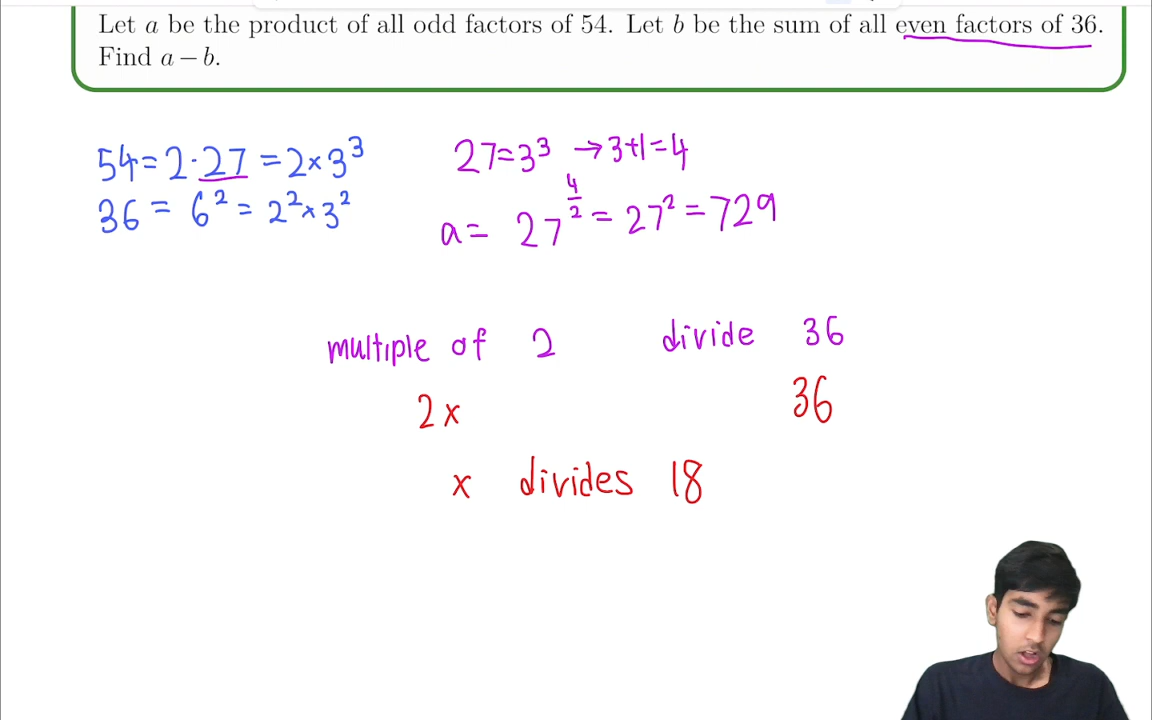 Let a be the product of all odd factors of 54. Let b be the sum of all even factors of 36.
Find a − b.
54 = 2 · 27 = 2 × 3³
27 = 3³ → 3+1 = 4
36 = 6² = 2² × 3²
a = 27^(4/2) = 27² = 729
multiple of 2 divide 36
2x 36
x divides 18